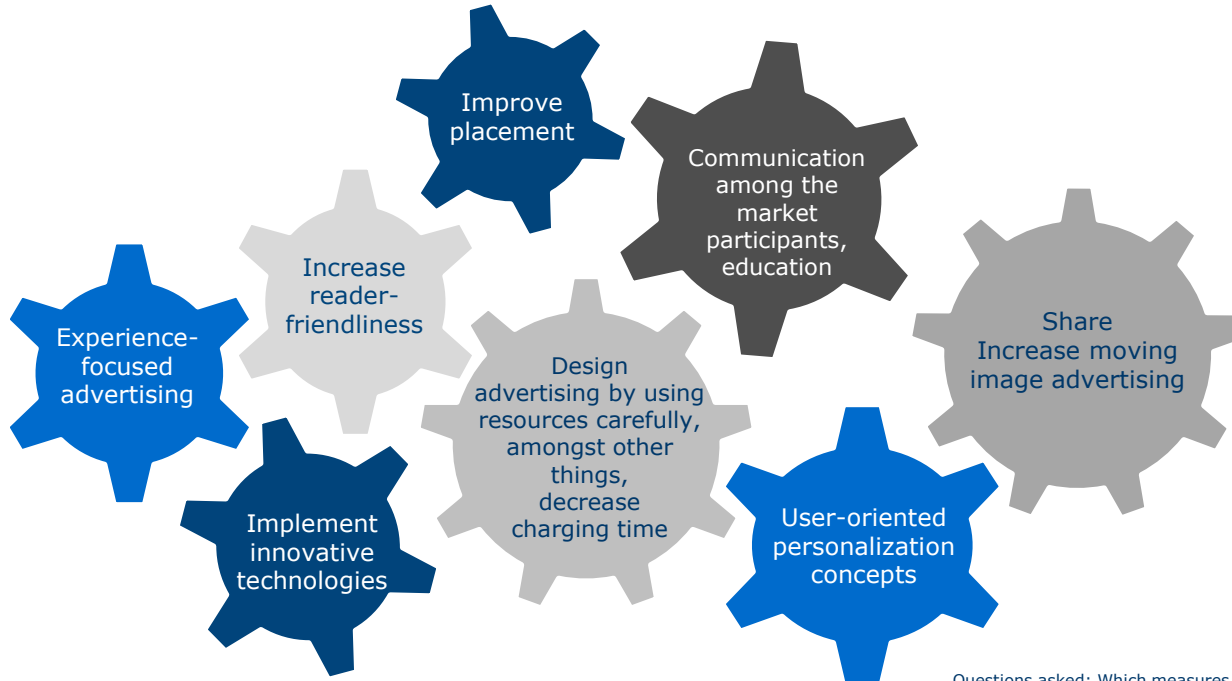 Improve
placement
Communication
among the
market
participants,
education
Increase
reader-
friendliness
Experience-
focused
advertising
Share
Increase moving
image advertising
Design
advertising by using
resources carefully,
amongst other
things,
decrease
charging time
Implement
innovative
technologies
User-oriented
personalization
concepts
Questions asked: Which measures